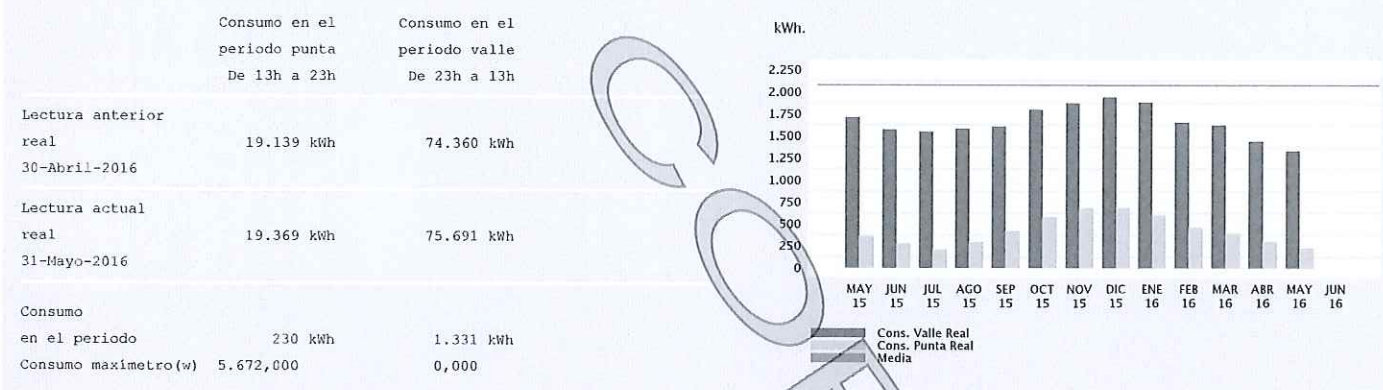 Consumo en el Consumo en el
periodo punta periodo valle
De 13h a 23h De 23h a 13h
Lectura anterior
real 19.139 kWh 74.360 kWh
30-Abril-2016
Lectura actual
real 19.369 kWh 75.691 kWh
31-Mayo-2016
Consumo
en el periodo 230 kWh 1.331 kWh
Consumo maxímetro(w) 5.672,000 0,000
kWh.
2.250
2.000
1.750
1.500
1.250
1.000
750
500
250
0
MAY JUN JUL AGO SEP OCT NOV DIC ENE FEB MAR ABR MAY JUN
15 15 15 15 15 15 15 15 16 16 16 16 16 16
Cons. Valle Real
Cons. Punta Real
Media